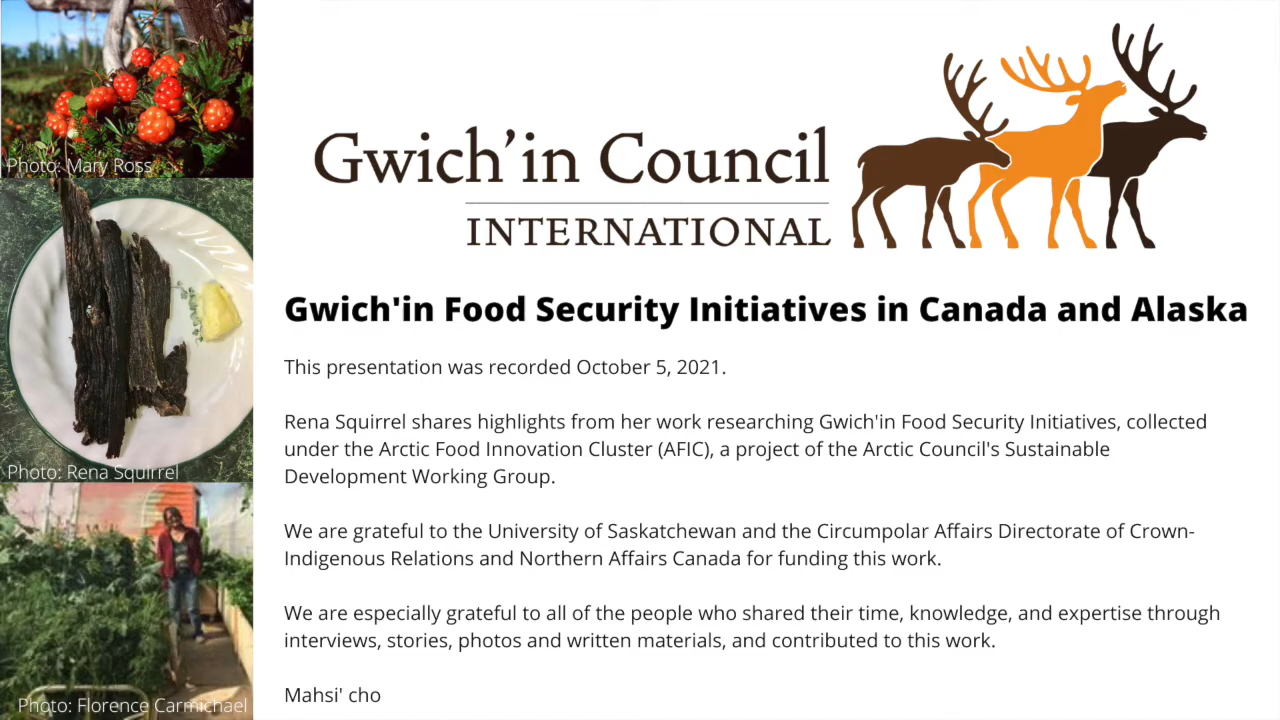 Photo: Mary Ross
Photo: Rena Squirrel
Photo: Florence Carmichael
Gwich'in Council
INTERNATIONAL
Gwich'in Food Security Initiatives in Canada and Alaska
This presentation was recorded October 5, 2021.
Rena Squirrel shares highlights from her work researching Gwich'in Food Security Initiatives, collected
under the Arctic Food Innovation Cluster (AFIC), a project of the Arctic Council's Sustainable
Development Working Group.
We are grateful to the University of Saskatchewan and the Circumpolar Affairs Directorate of Crown-
Indigenous Relations and Northern Affairs Canada for funding this work.
We are especially grateful to all of the people who shared their time, knowledge, and expertise through
interviews, stories, photos and written materials, and contributed to this work.
Mahsi' cho